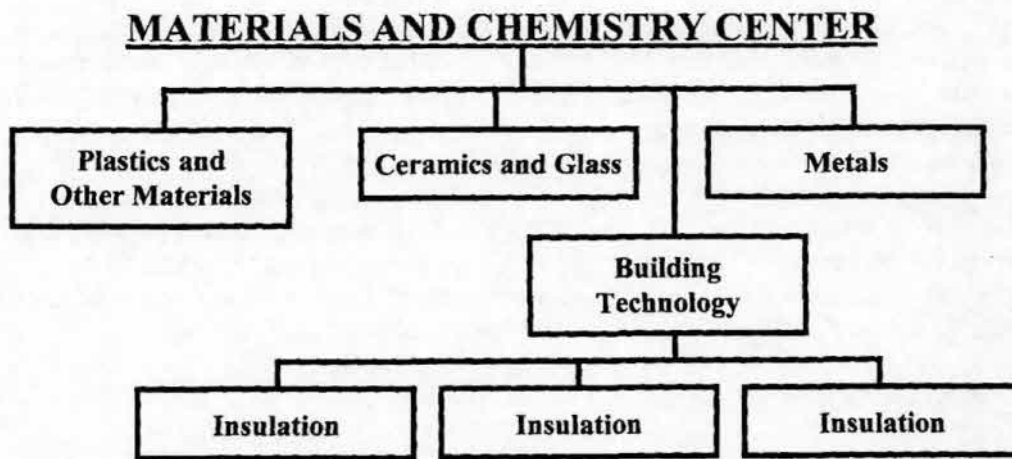 MATERIALS AND CHEMISTRY CENTER
Plastics and
Other Materials
Ceramics and Glass
Metals
Building
Technology
Insulation
Insulation
Insulation